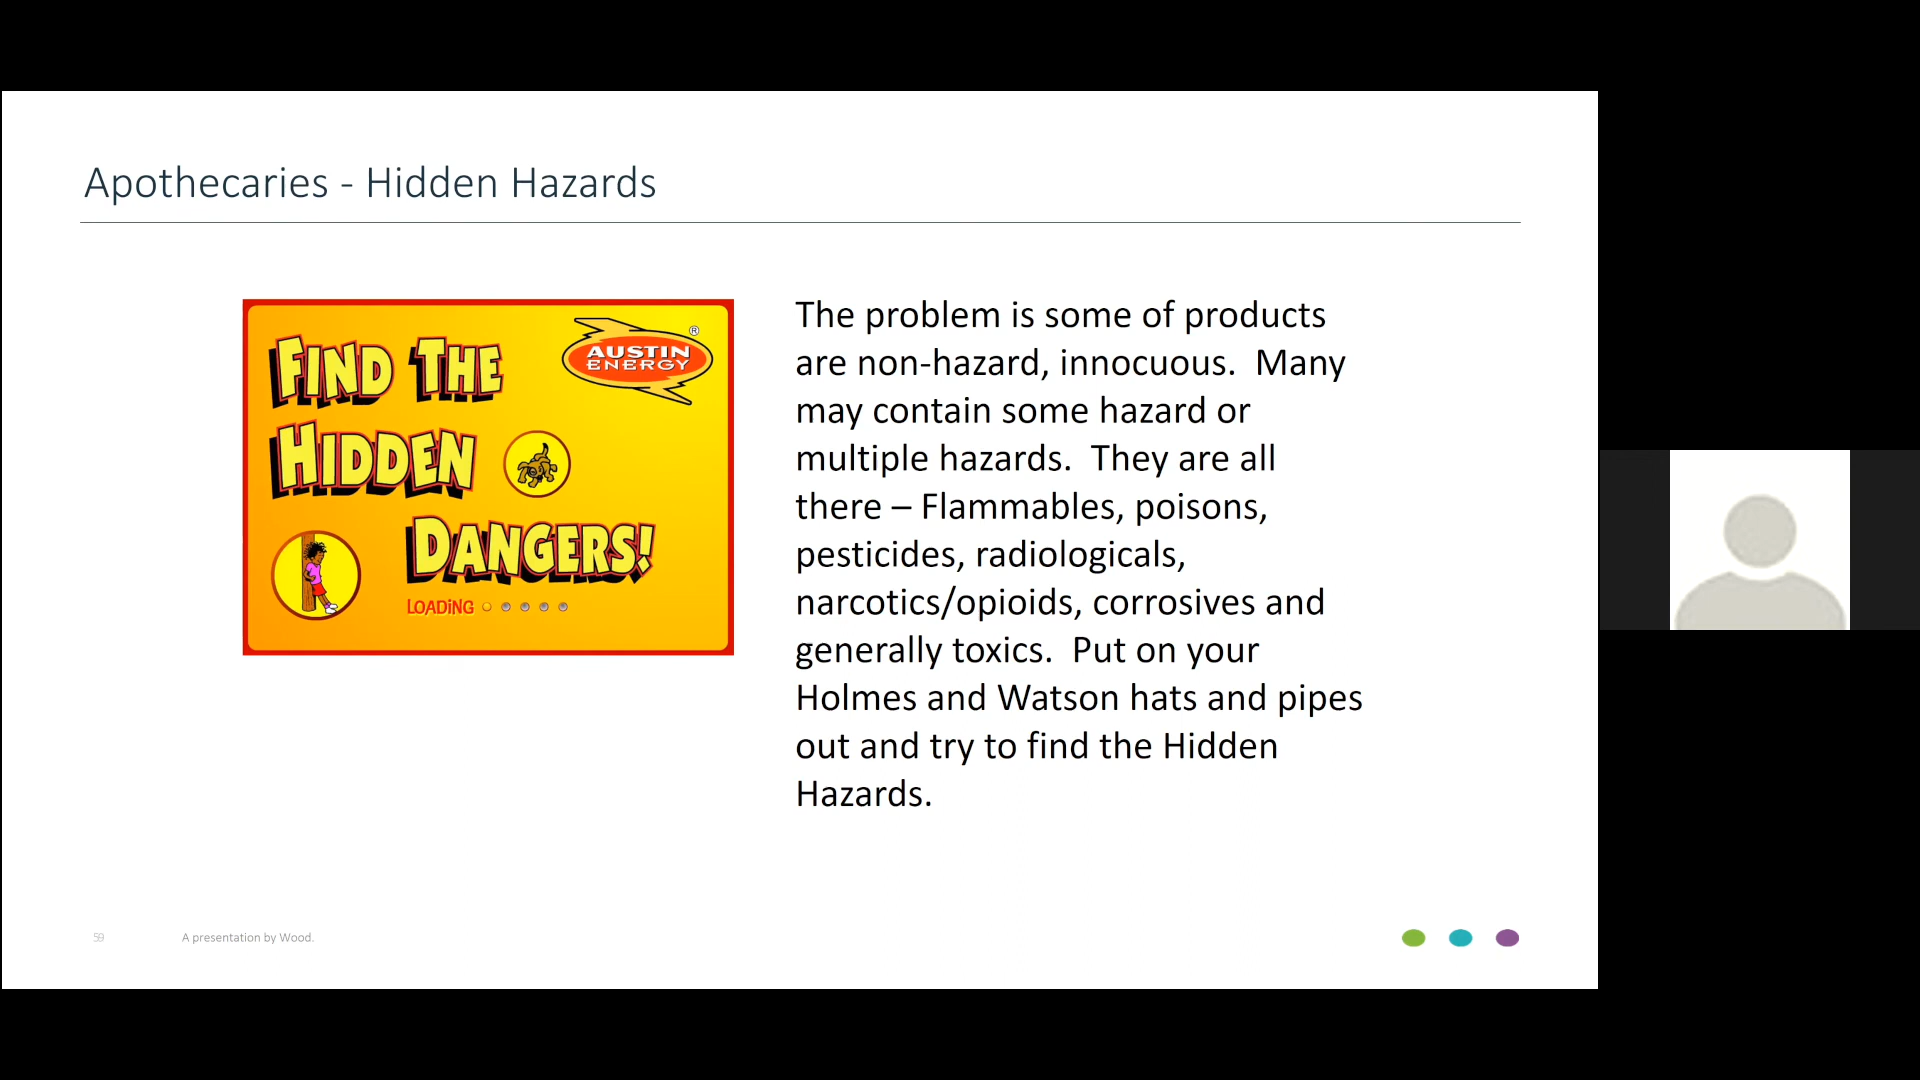 Apothecaries - Hidden Hazards
FIND THE
AUSTIN
ENERGY
®
HIDDEN
DANGERS!
LOADING
The problem is some of products
are non-hazard, innocuous.  Many
may contain some hazard or
multiple hazards.  They are all
there – Flammables, poisons,
pesticides, radiologicals,
narcotics/opioids, corrosives and
generally toxics.  Put on your
Holmes and Watson hats and pipes
out and try to find the Hidden
Hazards.
59
A presentation by Wood.